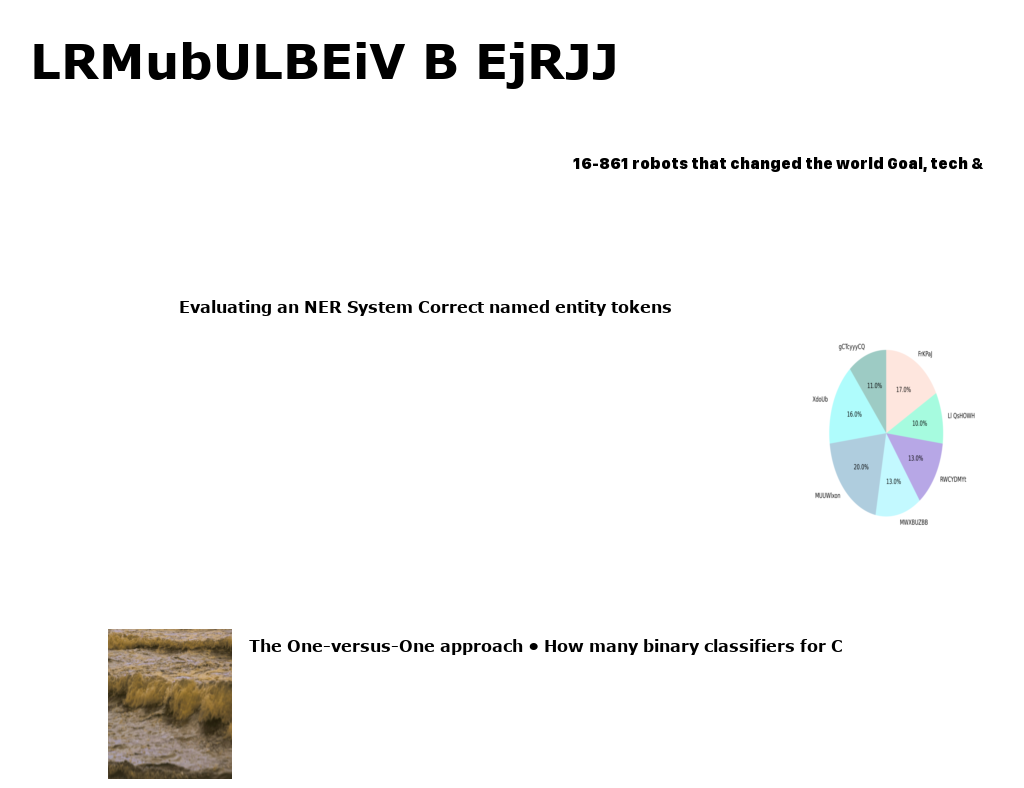 LRMubULBEiV B EjRJJ
16-861 robots that changed the world Goal, tech &
Evaluating an NER System Correct named entity tokens
gCTcyyyCQ
FrKPaJ
11.0%
17.0%
XdoUb
16.0%
LI QsHOWH
10.0%
13.0%
20.0%
RWCYDMYt
13.0%
MUUWixon
MWXBUZBB
The One-versus-One approach • How many binary classifiers for C